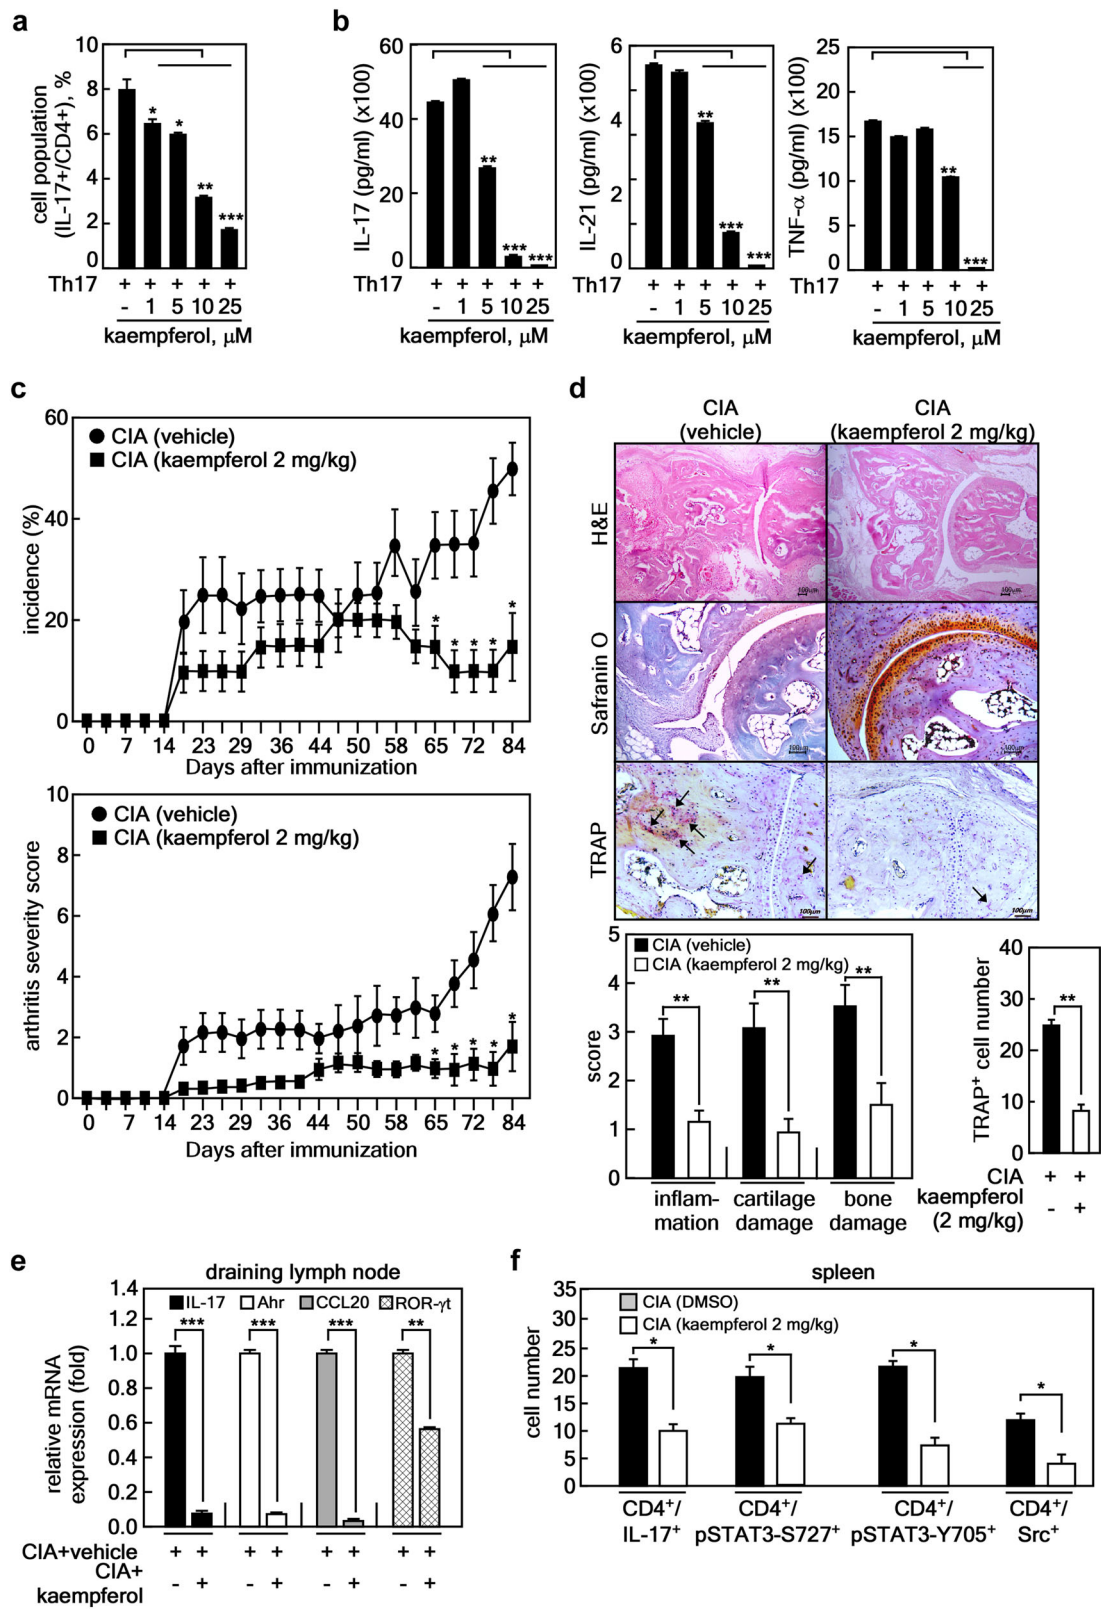 a
10
8
6
4
2
0
cell population
(IL-17+/CD4+), %
*
*
**
***
Th17 + + + + +
- 1 5 10 25
kaempferol, μM
b
60
40
20
0
IL-17 (pg/ml) (x100)
**
***
***
Th17 + + + + +
- 1 5 10 25
kaempferol, μM
6
4
2
0
IL-21 (pg/ml) (x100)
**
***
***
Th17 + + + + +
- 1 5 10 25
kaempferol, μM
25
20
15
10
5
0
TNF-α (pg/ml) (x100)
**
***
Th17 + + + + +
- 1 5 10 25
kaempferol, μM
c
60
40
20
0
incidence (%)
CIA (vehicle)
CIA (kaempferol 2 mg/kg)
* * * * *
0 7 14 23 29 36 44 50 58 65 72 84
Days after immunization
10
8
6
4
2
0
arthritis severity score
CIA (vehicle)
CIA (kaempferol 2 mg/kg)
* * * * *
0 7 14 23 29 36 44 50 58 65 72 84
Days after immunization
d
CIA
(vehicle)
CIA
(kaempferol 2 mg/kg)
H&E
100μm
100μm
Safranin O
100μm
100μm
TRAP
100μm
100μm
5
4
3
2
1
0
score
CIA (vehicle)
CIA (kaempferol 2 mg/kg)
**
**
**
inflam-
mation
cartilage
damage
bone
damage
40
30
20
10
0
TRAP+ cell number
**
CIA + +
kaempferol
(2 mg/kg) - +
e
draining lymph node
1.4
1.2
1.0
0.8
0.6
0.4
0.2
0.0
relative mRNA
expression (fold)
IL-17 Ahr CCL20 ROR-γt
*** *** *** **
CIA+vehicle + + + + + + + +
CIA+
kaempferol - + - + - + - +
f
spleen
35
25
20
15
10
5
0
cell number
CIA (DMSO)
CIA (kaempferol 2 mg/kg)
* * * *
CD4+/
IL-17+
CD4+/
pSTAT3-S727+
CD4+/
pSTAT3-Y705+
CD4+/
Src+